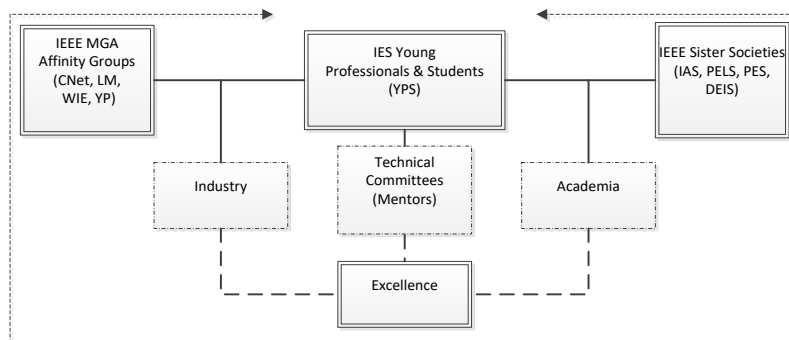 IEEE MGA
Affinity Groups
(CNet, LM,
WIE, YP)
IES Young
Professionals & Students
(YPS)
IEEE Sister Societies
(IAS, PELS, PES,
DEIS)
Industry
Technical
Committees
(Mentors)
Academia
Excellence